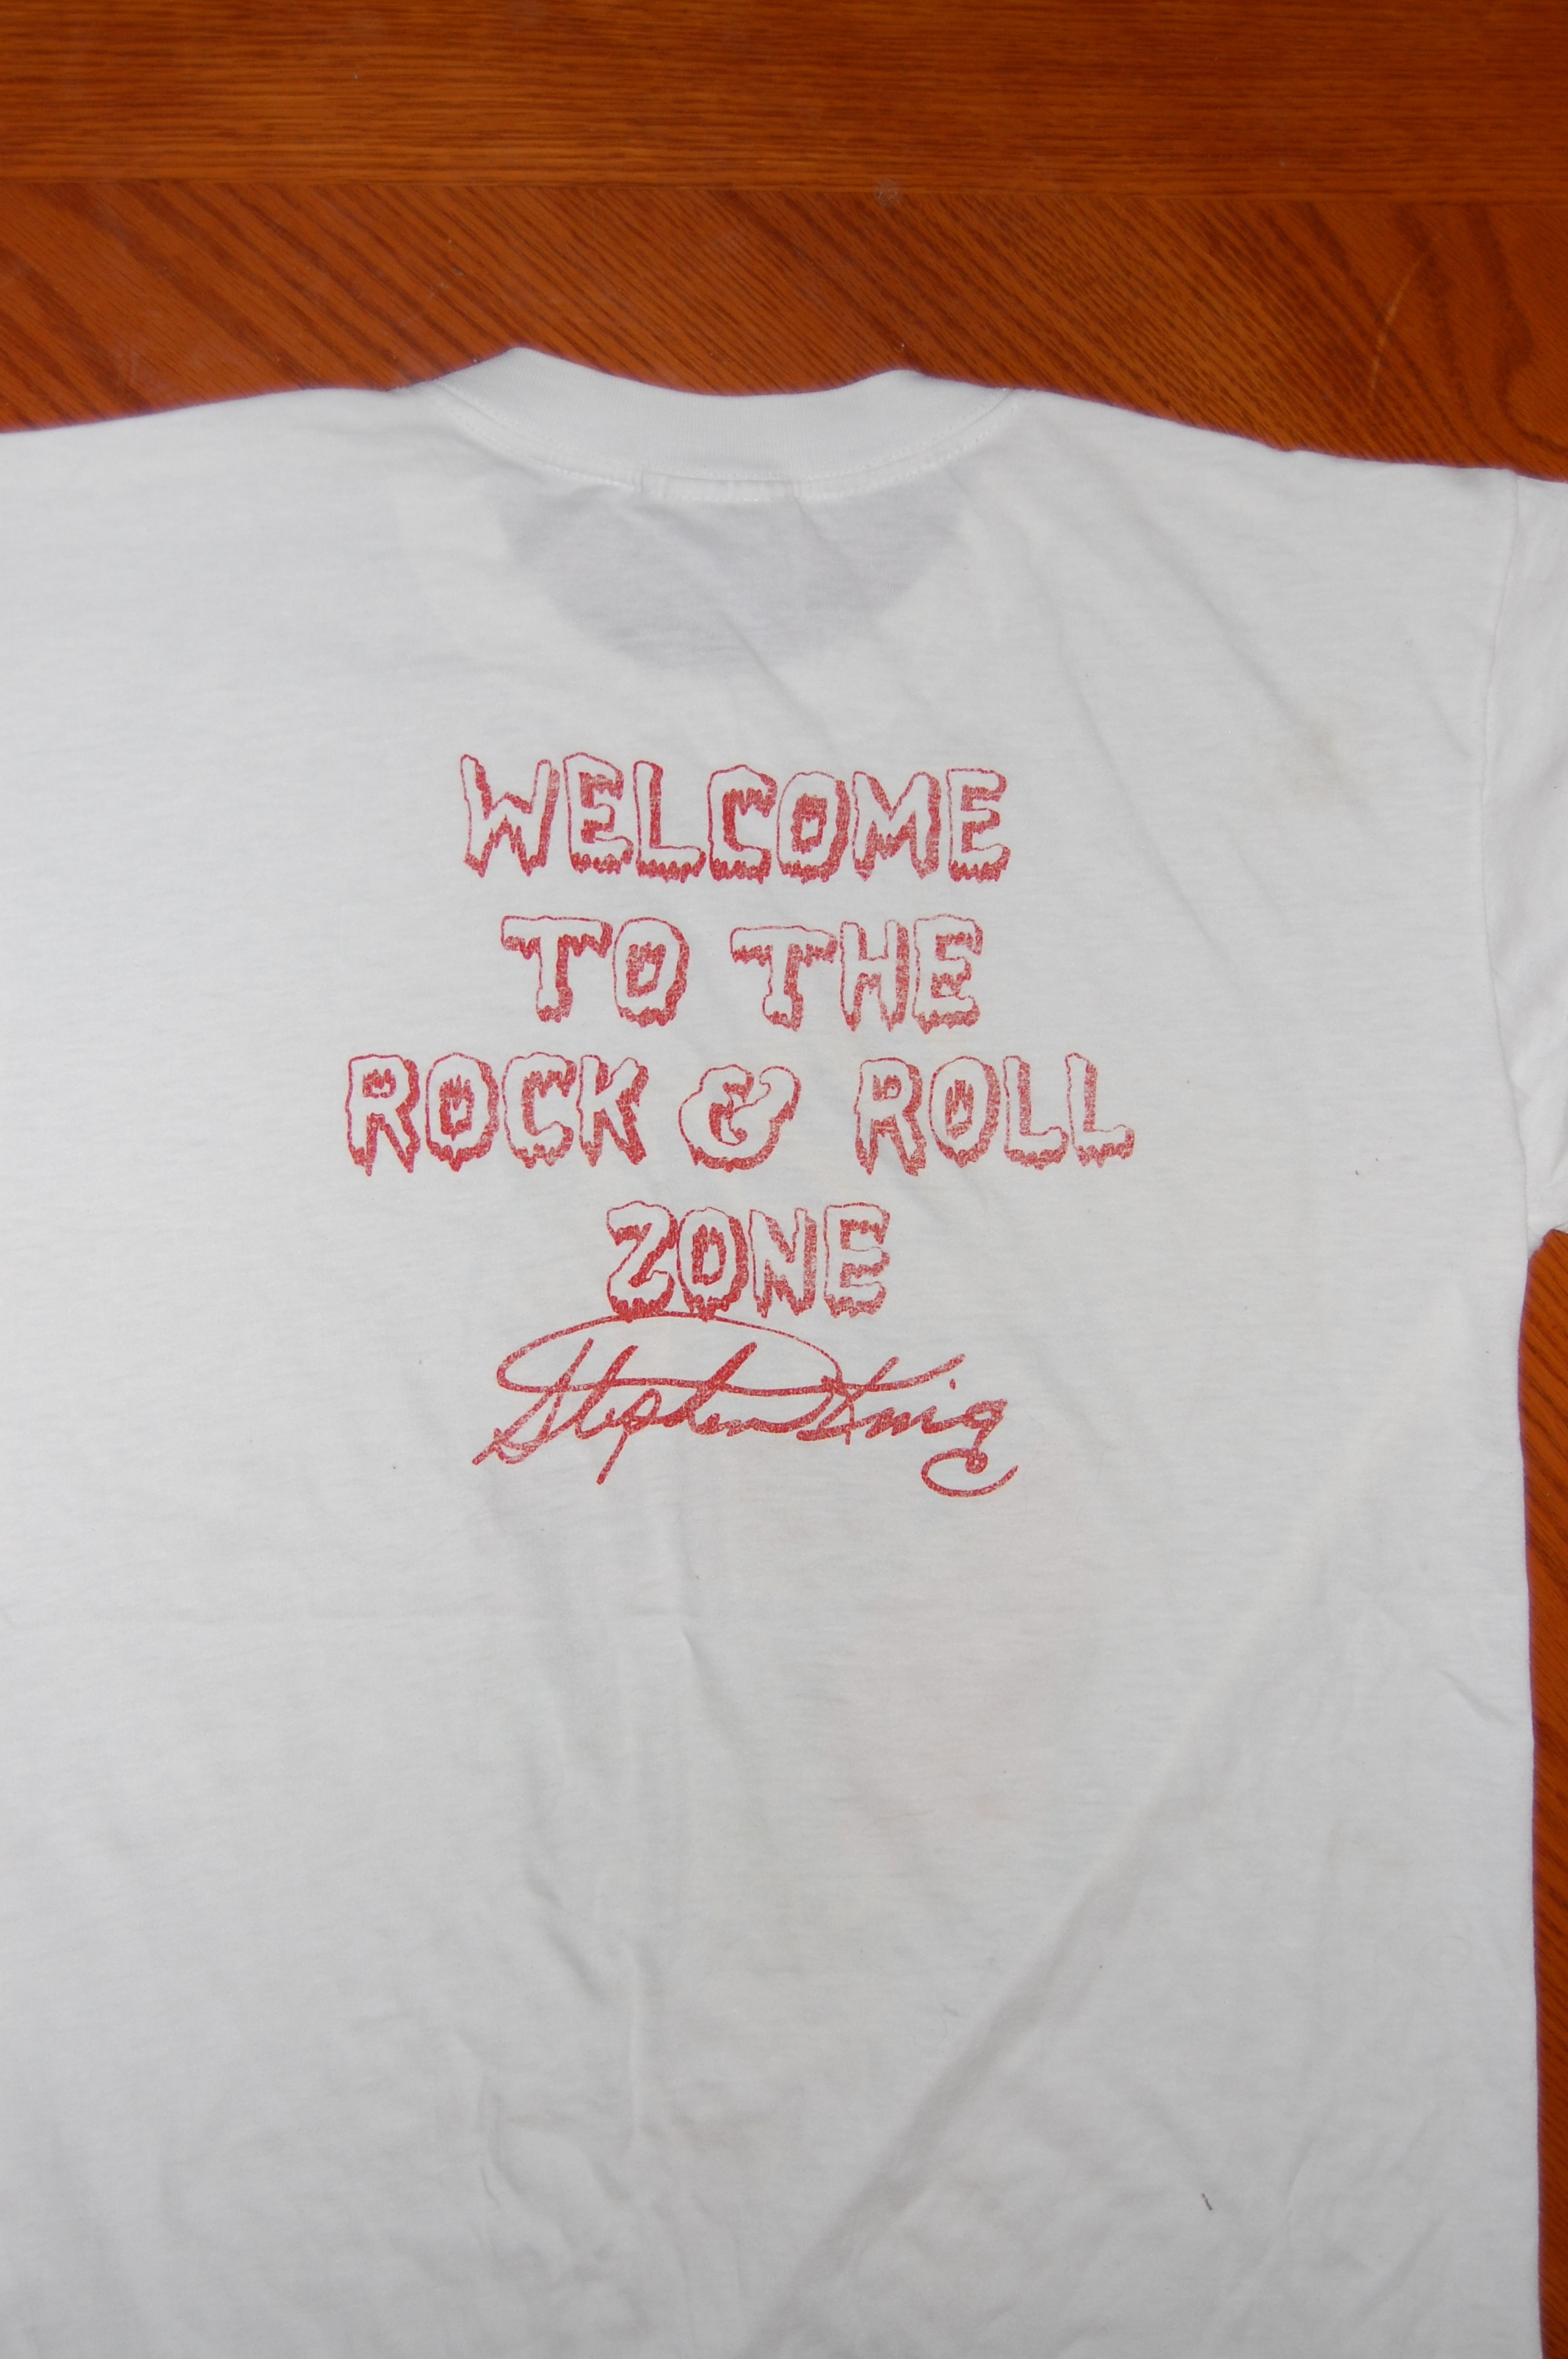 WELCOME
TO THE
ROCK & ROLL
ZONE
Stephen King